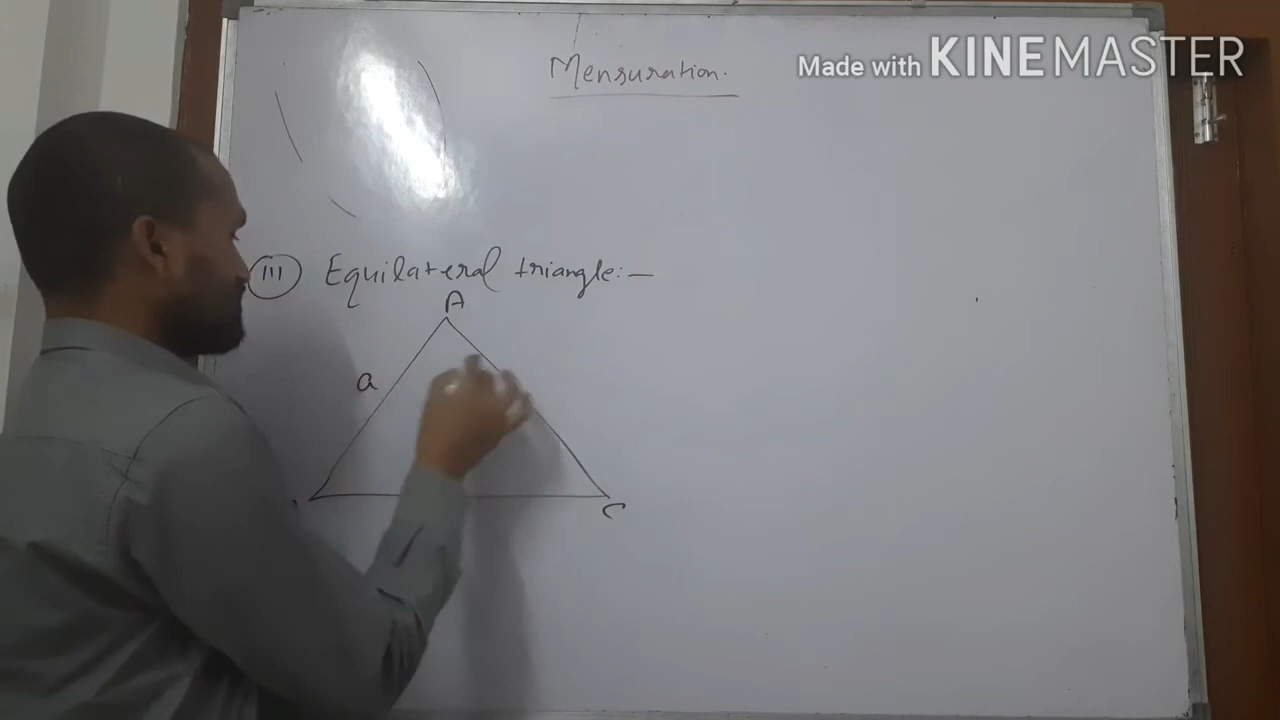 Mensuration.
Made with KINEMASTER
(III) Equilateral triangle:—
A
a
C